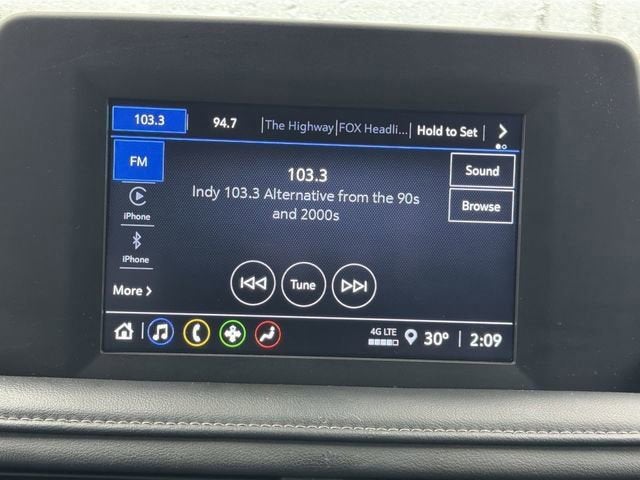 103.3 94.7 The Highway FOX Headli... Hold to Set
FM
103.3
Indy 103.3 Alternative from the 90s
and 2000s
Sound
Browse
iPhone
iPhone
More >
Tune
4G LTE
30° 2:09